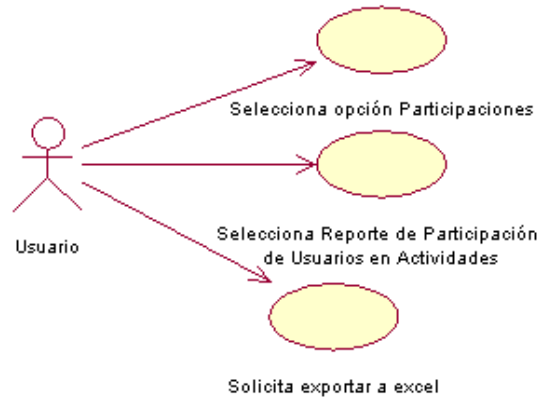 Selecciona opción Participaciones
Usuario
Selecciona Reporte de Participación
de Usuarios en Actividades
Solicita exportar a excel